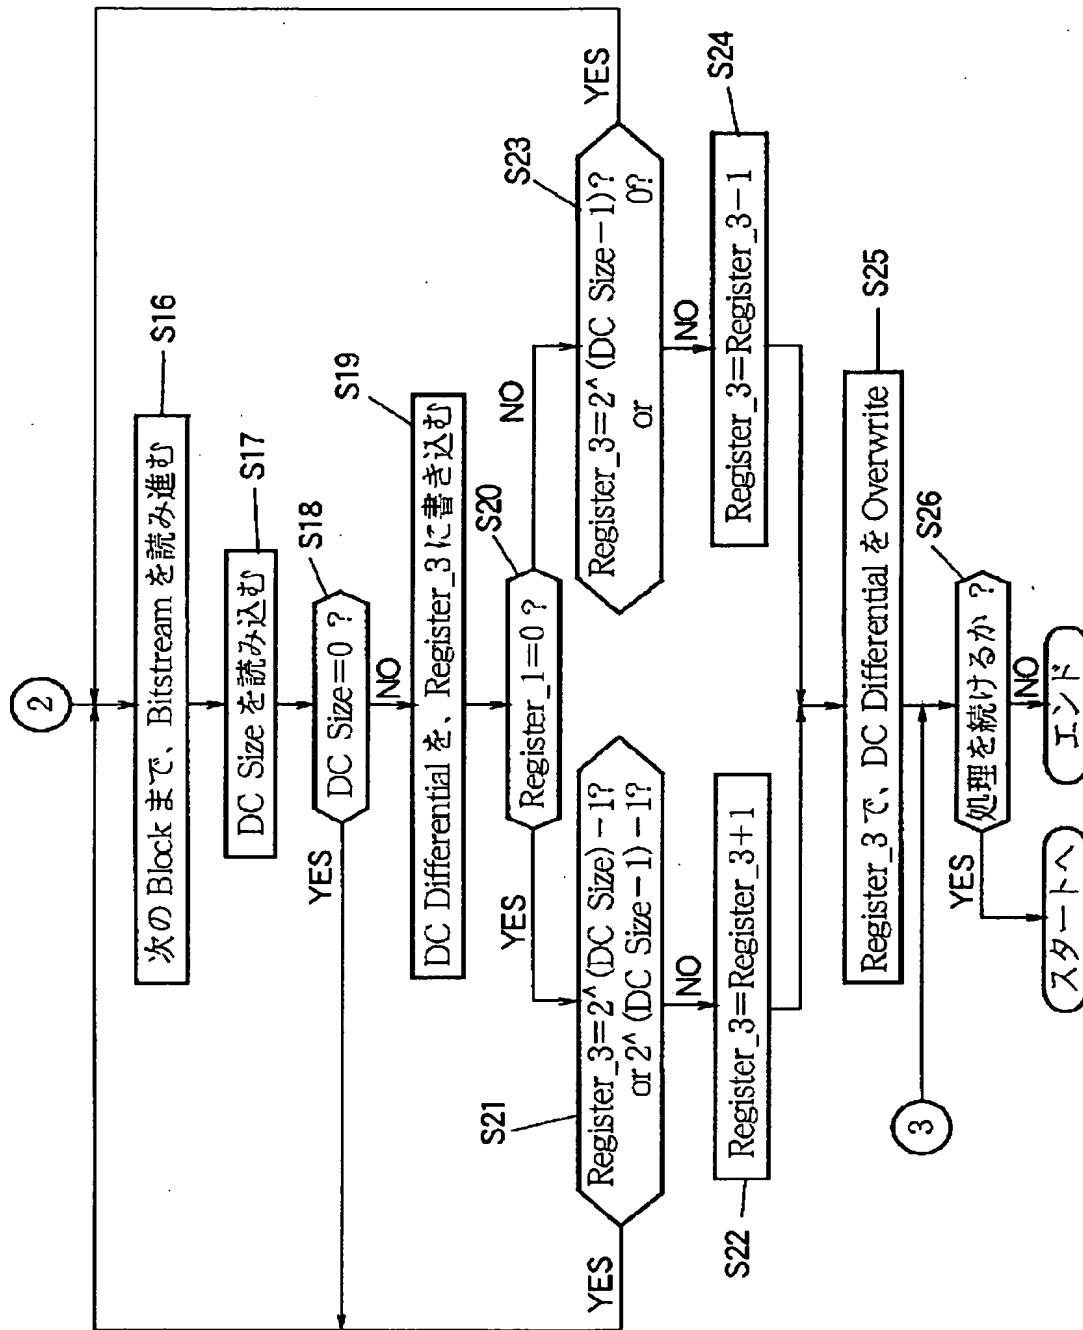 2
次の Block まで、Bitstream を読み進む
S16
DC Size を読み込む
S17
DC Size=0 ?
S18
YES
NO
DC Differential を、Register_3 に書き込む
S19
Register_1=0 ?
S20
YES
NO
Register_3=2^(DC Size)-1?
or 2^(DC Size-1)-1?
S21
YES
NO
Register_3=2^(DC Size-1)?
or 0?
S23
YES
NO
Register_3=Register_3+1
S22
Register_3=Register_3-1
S24
Register_3 で、DC Differential を Overwrite
S25
3
処理を続けるか ?
S26
YES
NO
スタートへ
エンド